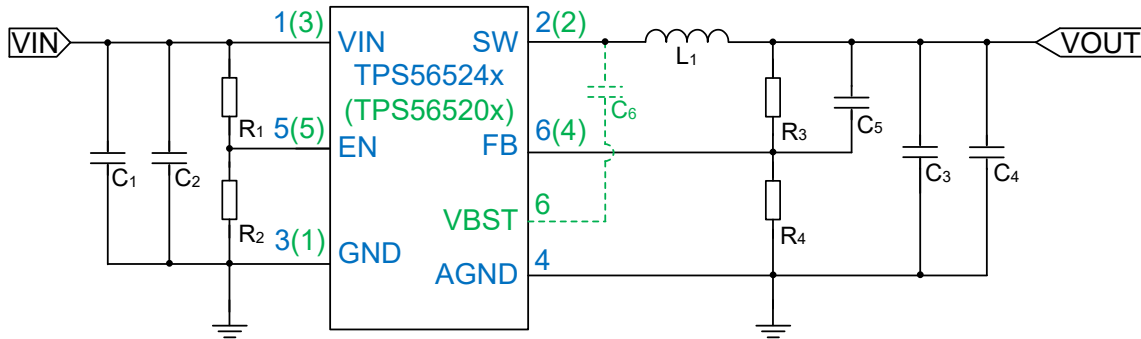 VIN 1(3) VIN SW 2(2) L1 VOUT
TPS56524x
(TPS56520x)
C6
R1 R3 C5
5(5) EN FB 6(4)
C1 C2 C3 C4
R2 VBST 6 R4
3(1) GND AGND 4